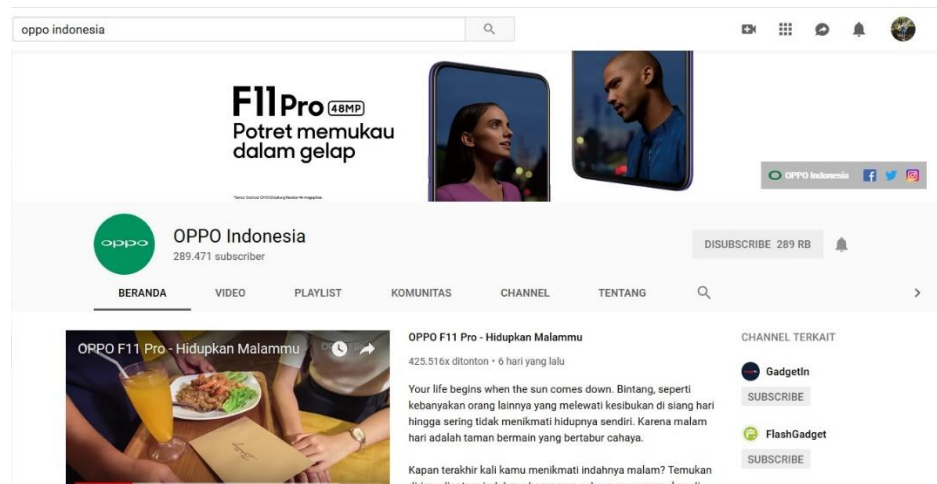 oppo indonesia
F11 Pro 48MP
Potret memukau
dalam gelap
OPPO Indonesia
oppo
OPPO Indonesia
289.471 subscriber
DISUBSCRIBE 289 RB
BERANDA VIDEO PLAYLIST KOMUNITAS CHANNEL TENTANG
OPPO F11 Pro - Hidupkan Malammu
OPPO F11 Pro - Hidupkan Malammu
425.516x ditonton • 6 hari yang lalu
Your life begins when the sun comes down. Bintang, seperti
kebanyakan orang lainnya yang melewati kesibukan di siang hari
hingga sering tidak menikmati hidupnya sendiri. Karena malam
hari adalah taman bermain yang bertabur cahaya.
Kapan terakhir kali kamu menikmati indahnya malam? Temukan
CHANNEL TERKAIT
GadgetIn
SUBSCRIBE
FlashGadget
SUBSCRIBE